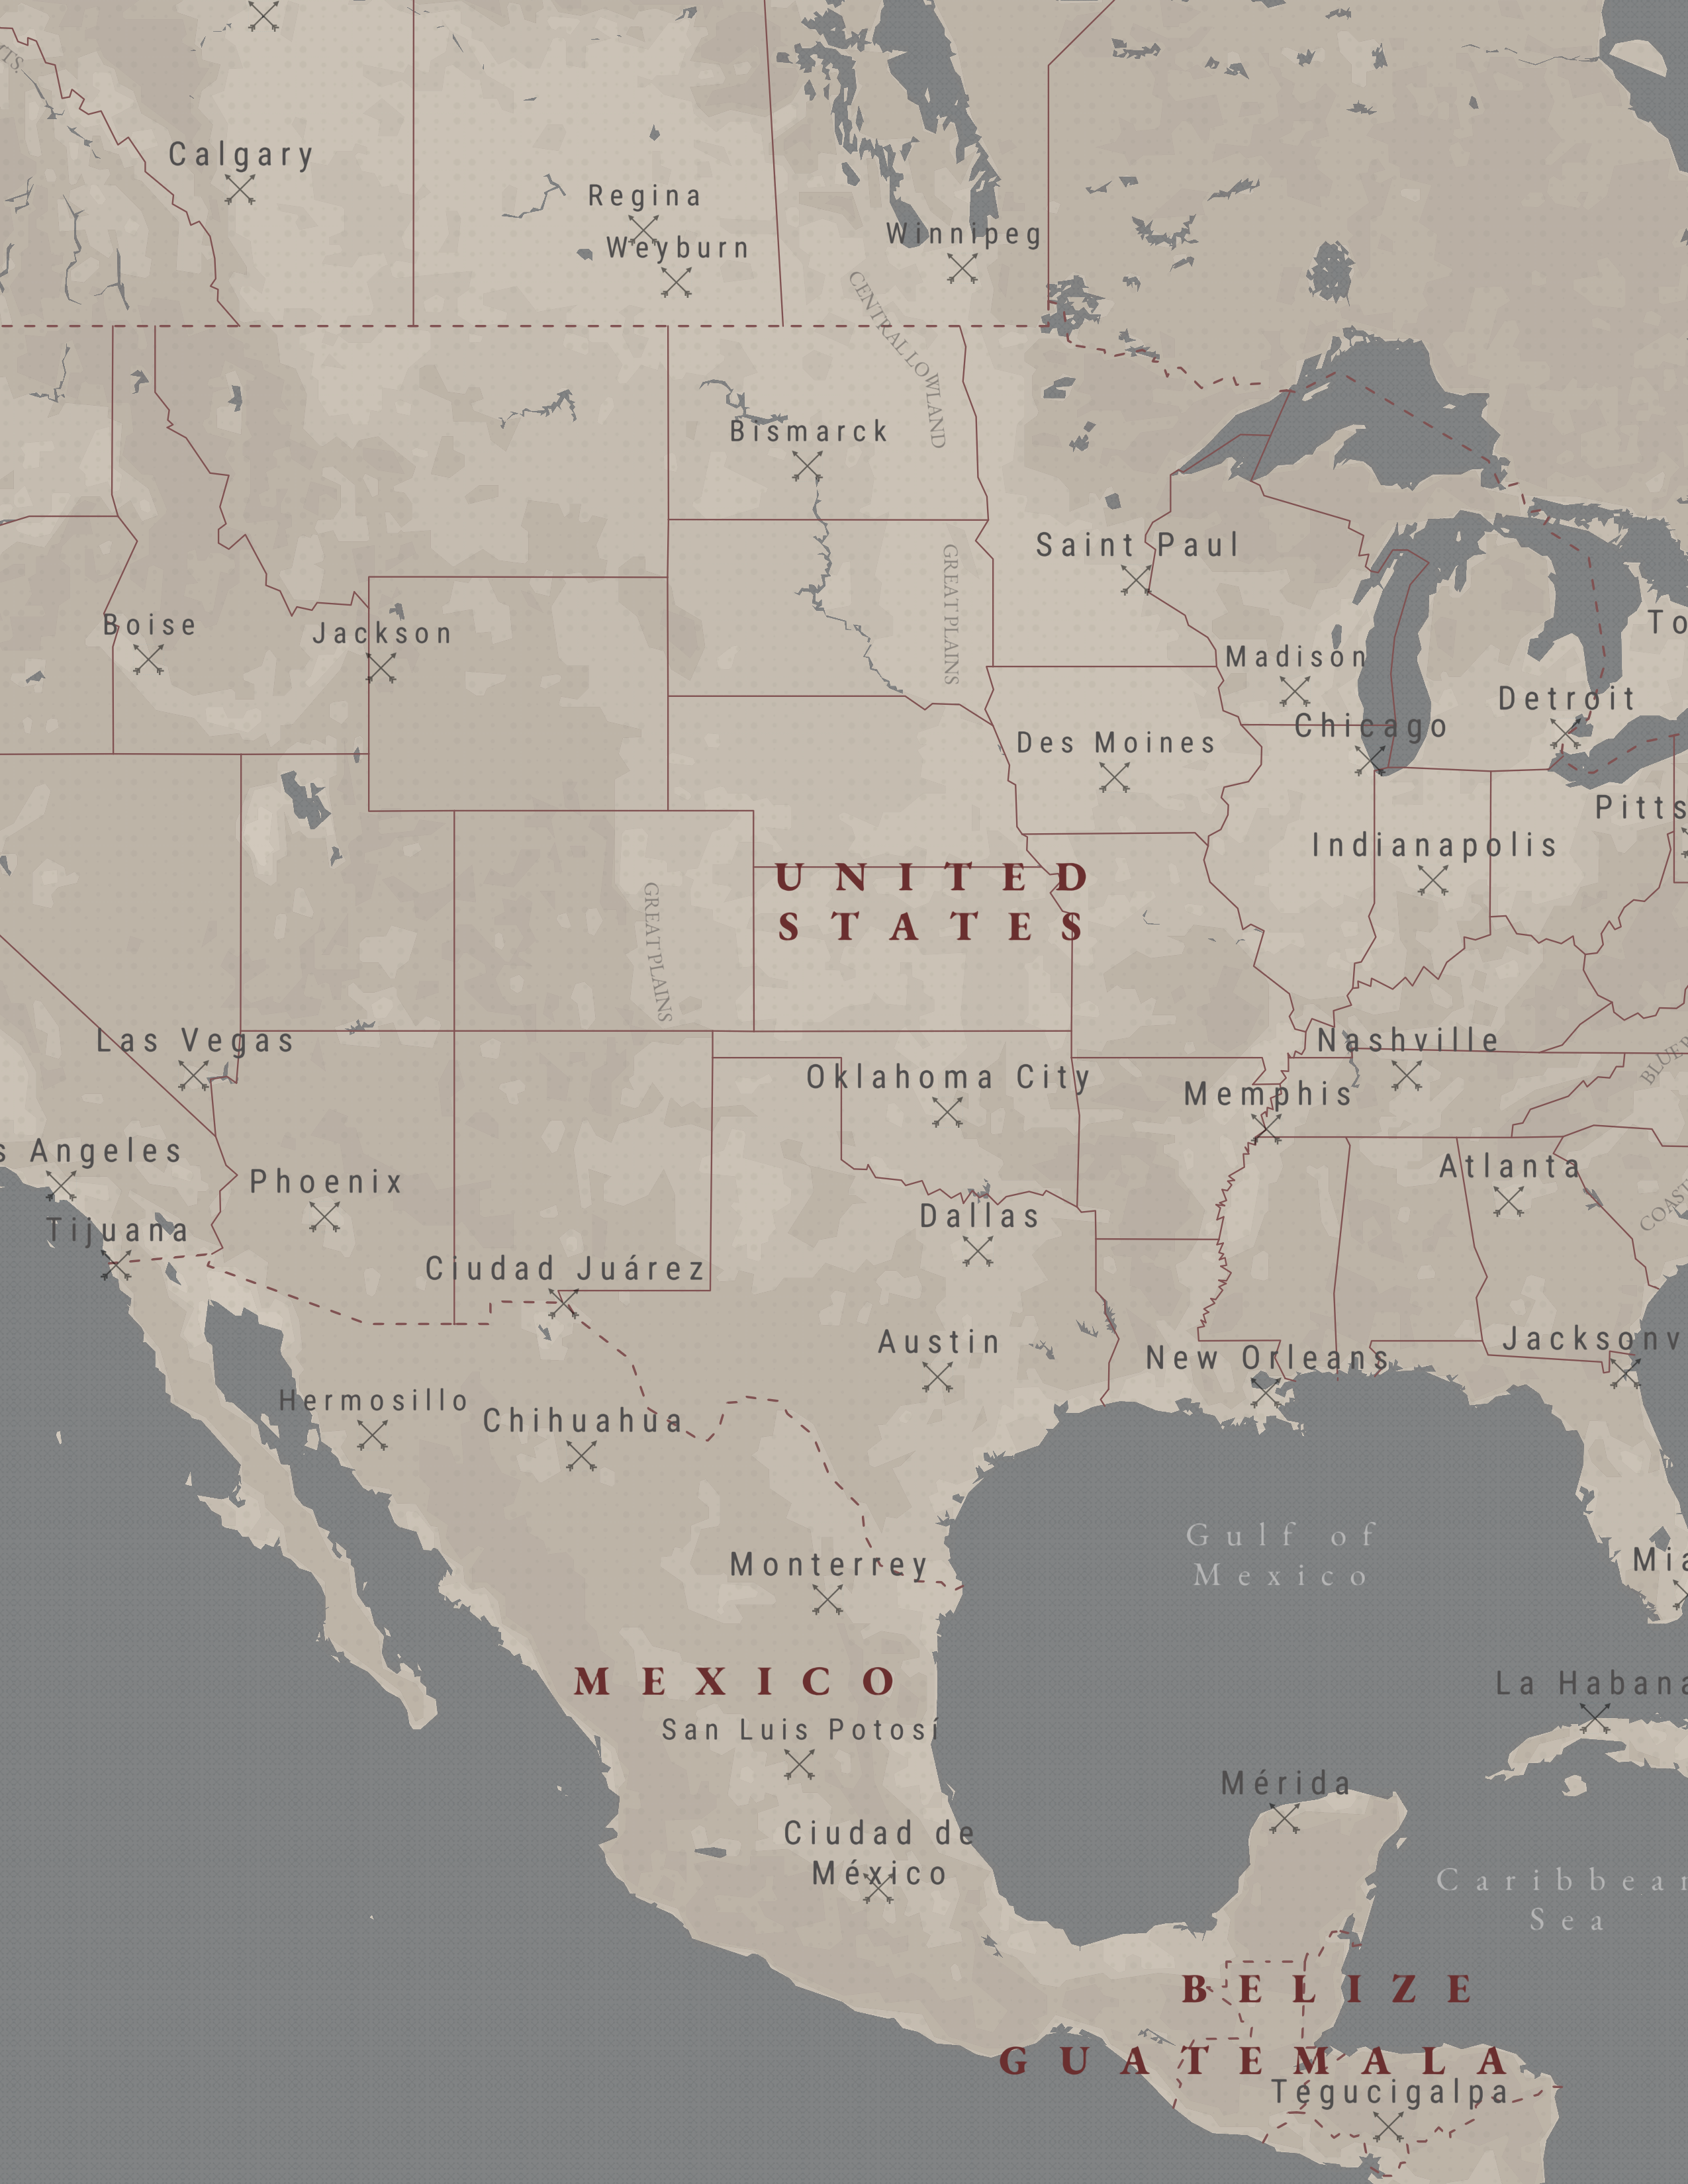 TS.
Calgary
Regina
Weyburn
Winnipeg
CENTRAL LOWLAND
Bismarck
GREAT PLAINS
Saint Paul
Boise
Jackson
To
Madison
Detroit
Chicago
Des Moines
Pitts
Indianapolis
UNITED
STATES
GREAT PLAINS
Las Vegas
Nashville
BLUE
Oklahoma City
Memphis
s Angeles
Phoenix
Atlanta
COAST
Tijuana
Dallas
Ciudad Juárez
Austin
New Orleans
Jacksonv
Hermosillo
Chihuahua
Gulf of
Mexico
Monterrey
Mia
MEXICO
La Habana
San Luis Potosí
Mérida
Ciudad de
México
Caribbean
Sea
BELIZE
GUATEMALA
Tegucigalpa